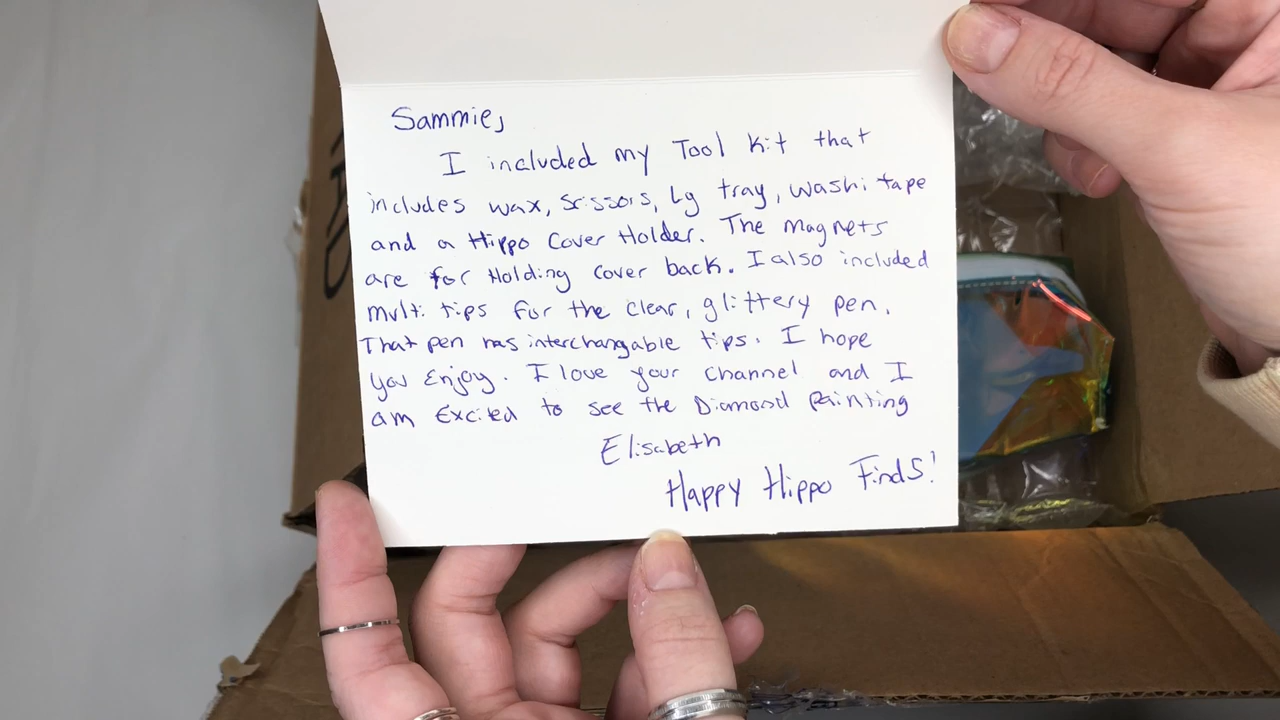 Sammie,
I included my Tool kit that
includes wax, Scissors, Lg tray, washi tape
and a Hippo Cover Holder. The magnets
are for Holding cover back. I also included
multi tips for the clear, glittery pen.
That pen has interchangable tips. I hope
you Enjoy. I love your channel and I
am Excited to see the Diamond painting
Elisabeth
Happy Hippo Finds!